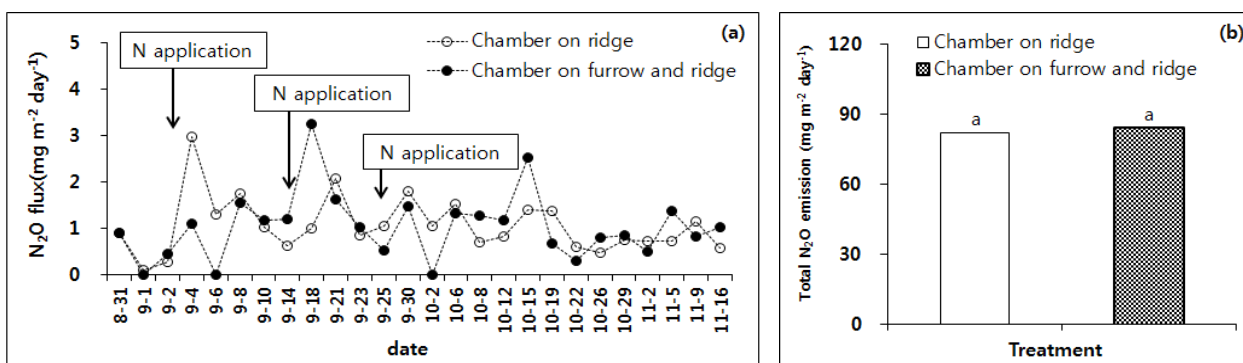 (a)
N₂O flux(mg m⁻² day⁻¹)
5
4
3
2
1
0
N application
N application
N application
Chamber on ridge
Chamber on furrow and ridge
8-31
9-1
9-2
9-4
9-6
9-8
9-10
9-14
9-18
9-21
9-23
9-25
9-30
10-2
10-6
10-8
10-12
10-15
10-19
10-22
10-26
10-29
11-2
11-5
11-9
11-16
date
(b)
Total N₂O emission (mg m⁻² day⁻¹)
120
90
60
30
0
Chamber on ridge
Chamber on furrow and ridge
a
a
Treatment